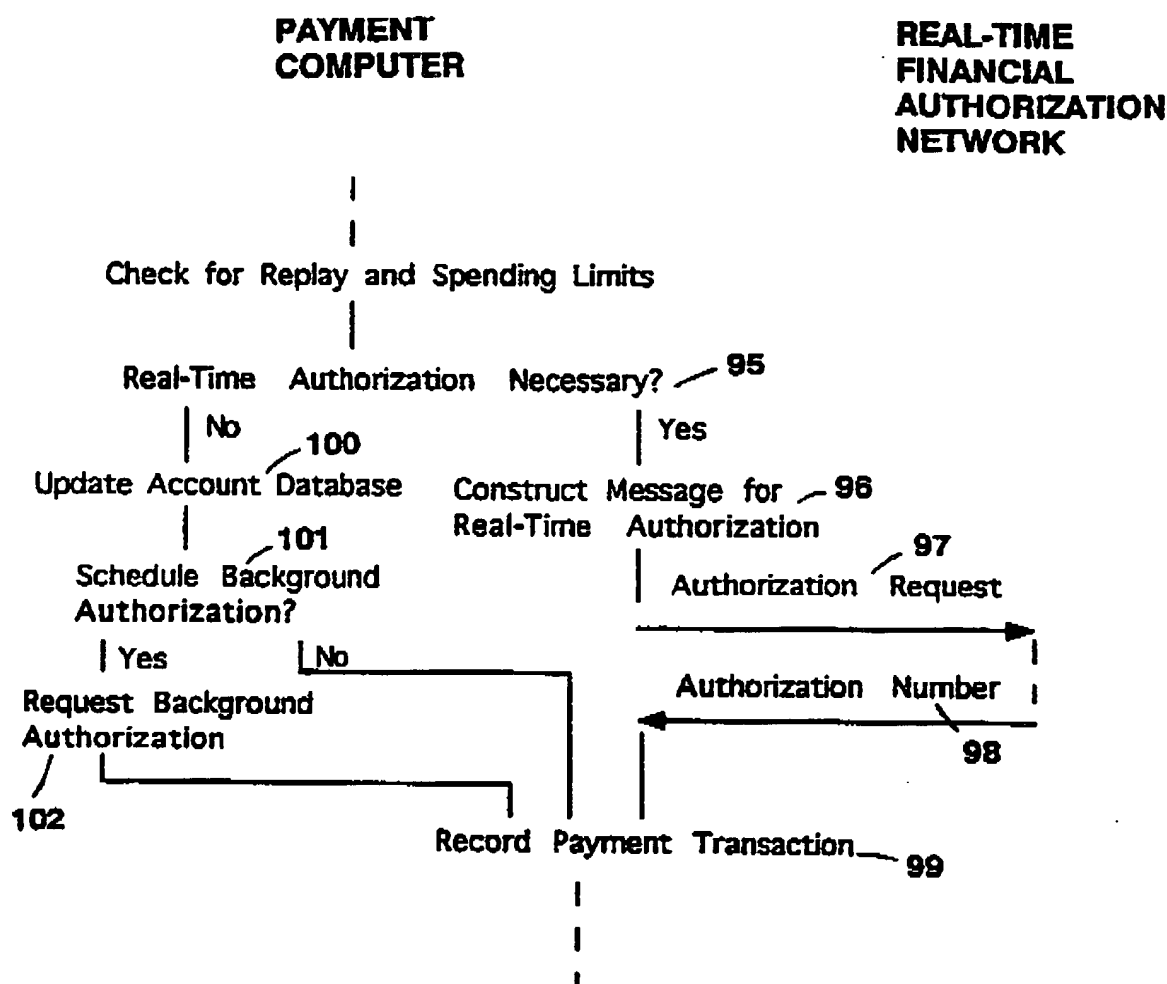 PAYMENT
COMPUTER
REAL-TIME
FINANCIAL
AUTHORIZATION
NETWORK
Check for Replay and Spending Limits
Real-Time Authorization Necessary? 95
No
Yes
100
Update Account Database
Construct Message for 96
Real-Time Authorization
101
97
Schedule Background
Authorization?
Authorization Request
Yes
No
Request Background
Authorization
Authorization Number
98
102
Record Payment Transaction 99